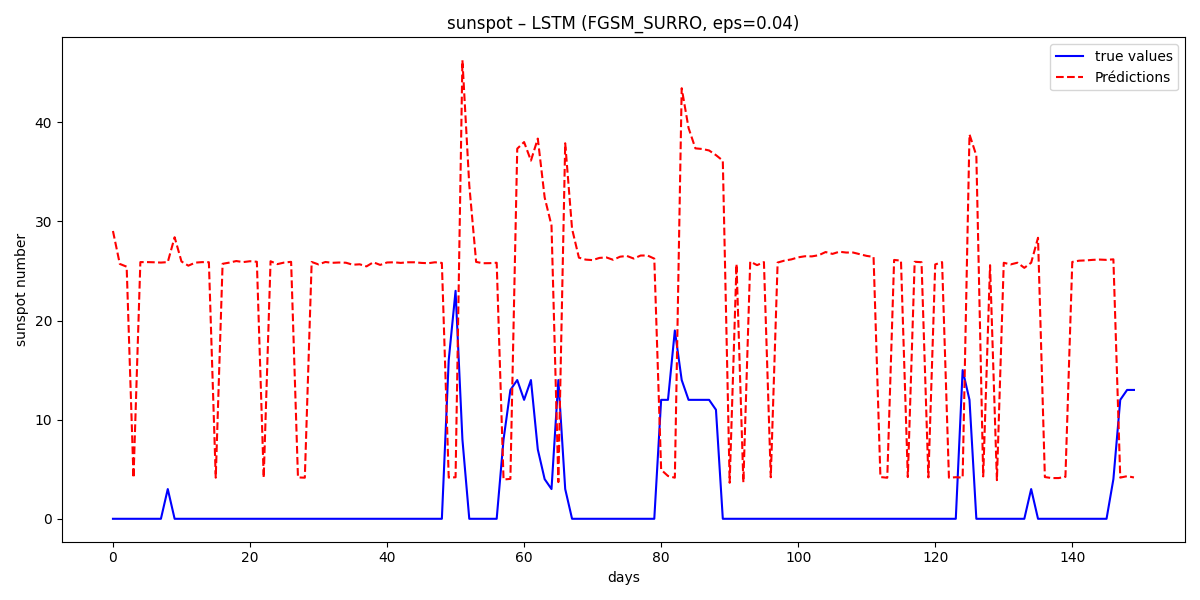 sunspot – LSTM (FGSM_SURRO, eps=0.04)
true values
Prédictions
sunspot number
40
30
20
10
0
0 20 40 60 80 100 120 140
days